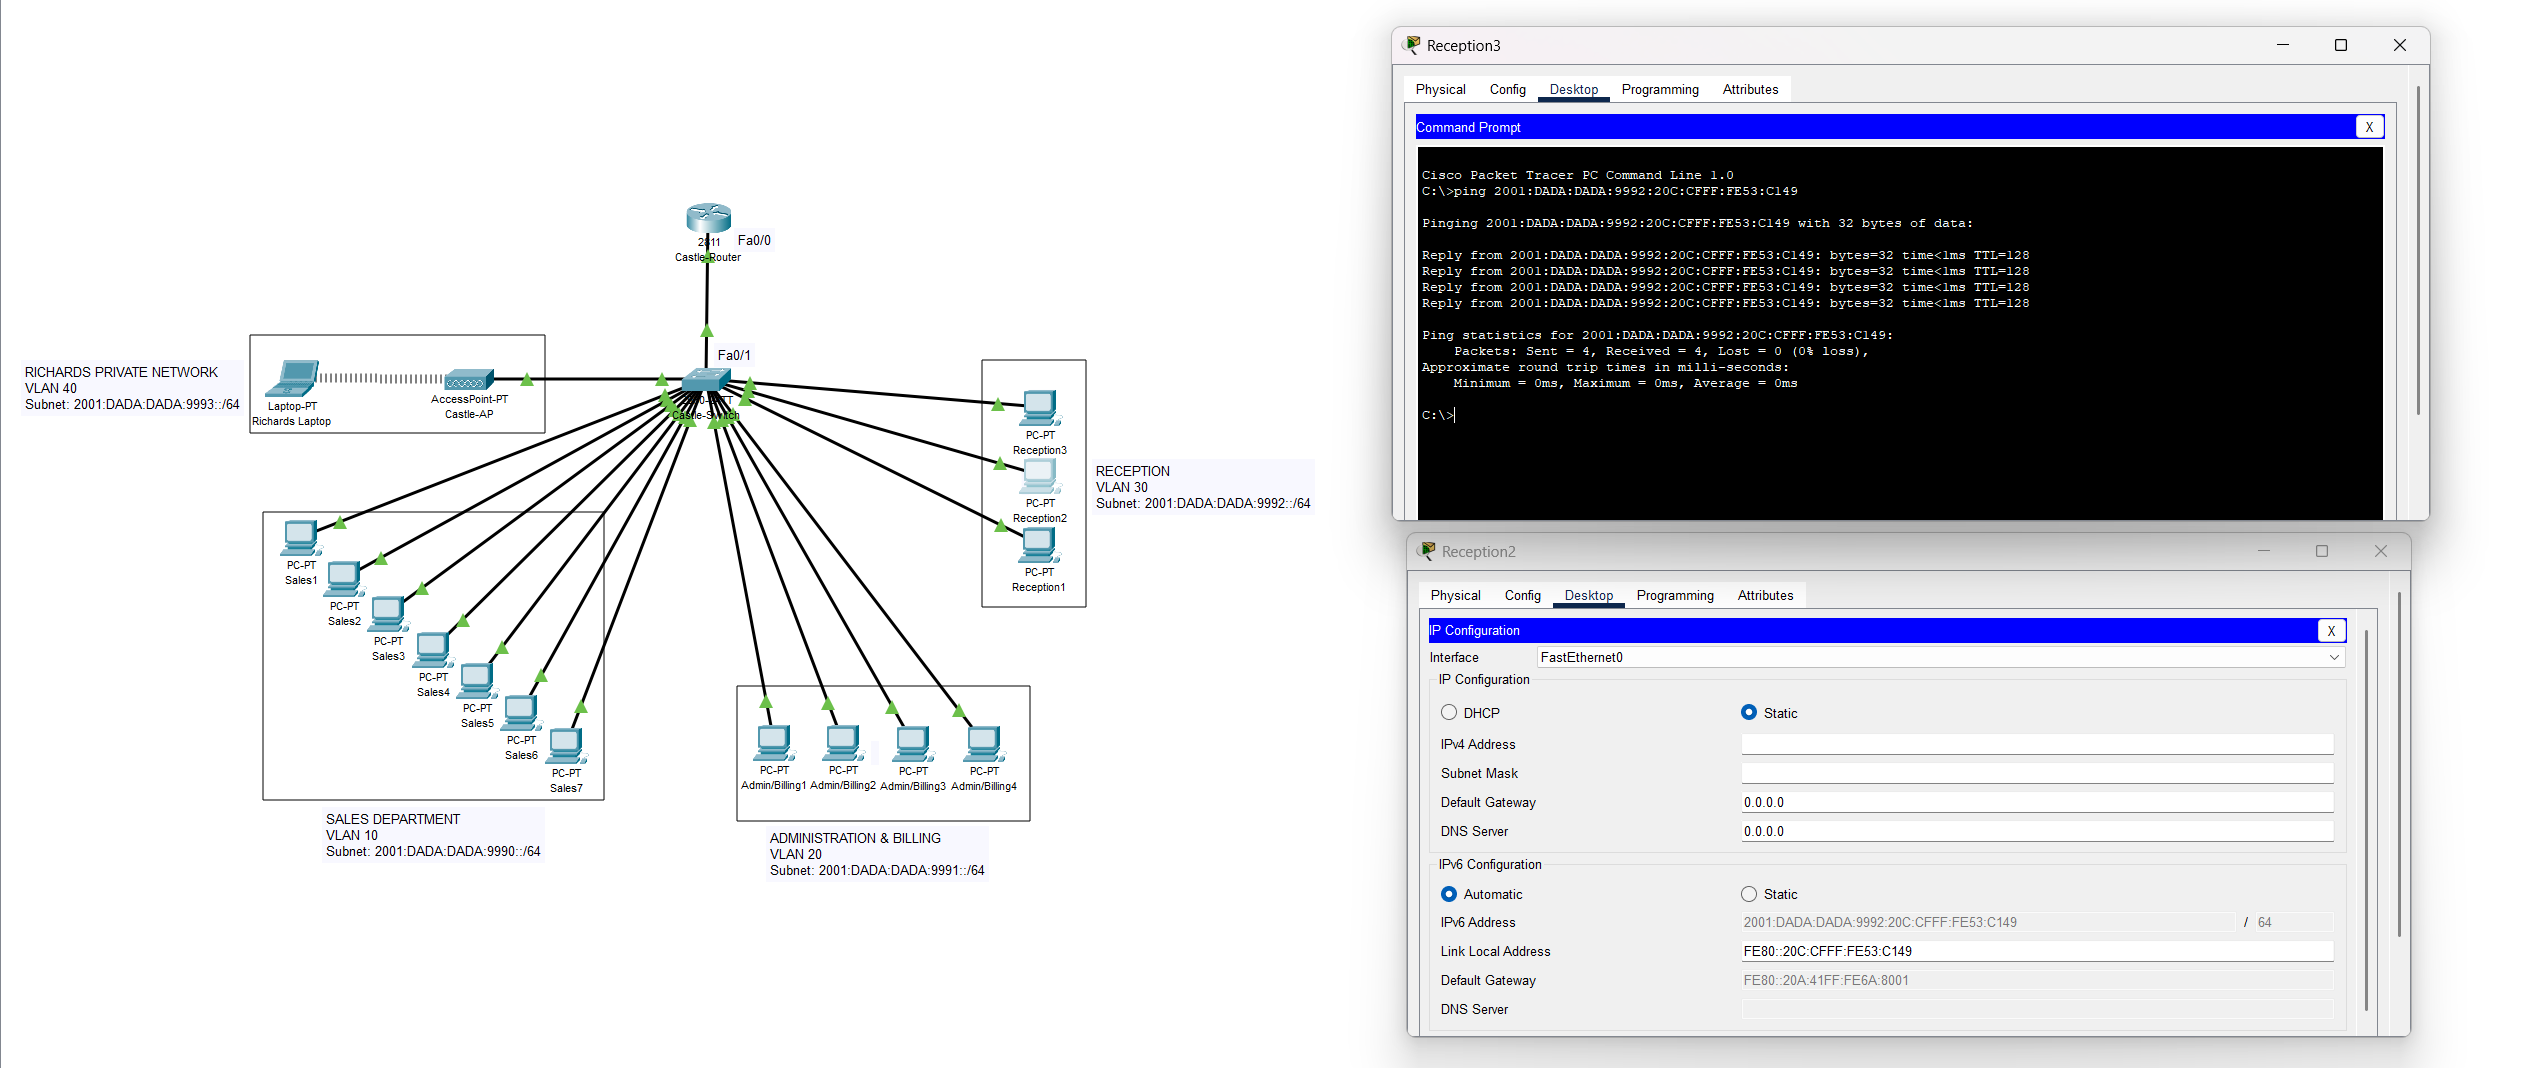 2811
Fa0/0
Castle-Router
Fa0/1
Castle-Switch
RICHARDS PRIVATE NETWORK
VLAN 40
Subnet: 2001:DADA:DADA:9993::/64
Laptop-PT
Richards Laptop
AccessPoint-PT
Castle-AP
PC-PT
Reception3
PC-PT
Reception2
PC-PT
Reception1
RECEPTION
VLAN 30
Subnet: 2001:DADA:DADA:9992::/64
PC-PT
Sales1
PC-PT
Sales2
PC-PT
Sales3
PC-PT
Sales4
PC-PT
Sales5
PC-PT
Sales6
PC-PT
Sales7
SALES DEPARTMENT
VLAN 10
Subnet: 2001:DADA:DADA:9990::/64
PC-PT
Admin/Billing1
PC-PT
Admin/Billing2
PC-PT
Admin/Billing3
PC-PT
Admin/Billing4
ADMINISTRATION & BILLING
VLAN 20
Subnet: 2001:DADA:DADA:9991::/64
Reception3
Physical Config Desktop Programming Attributes
Command Prompt X
Cisco Packet Tracer PC Command Line 1.0
C:\>ping 2001:DADA:DADA:9992:20C:CFFF:FE53:C149
Pinging 2001:DADA:DADA:9992:20C:CFFF:FE53:C149 with 32 bytes of data:
Reply from 2001:DADA:DADA:9992:20C:CFFF:FE53:C149: bytes=32 time<1ms TTL=128
Reply from 2001:DADA:DADA:9992:20C:CFFF:FE53:C149: bytes=32 time<1ms TTL=128
Reply from 2001:DADA:DADA:9992:20C:CFFF:FE53:C149: bytes=32 time<1ms TTL=128
Reply from 2001:DADA:DADA:9992:20C:CFFF:FE53:C149: bytes=32 time<1ms TTL=128
Ping statistics for 2001:DADA:DADA:9992:20C:CFFF:FE53:C149:
Packets: Sent = 4, Received = 4, Lost = 0 (0% loss),
Approximate round trip times in milli-seconds:
Minimum = 0ms, Maximum = 0ms, Average = 0ms
C:\>
Reception2
Physical Config Desktop Programming Attributes
IP Configuration X
Interface FastEthernet0
IP Configuration
DHCP Static
IPv4 Address
Subnet Mask
Default Gateway 0.0.0.0
DNS Server 0.0.0.0
IPv6 Configuration
Automatic Static
IPv6 Address 2001:DADA:DADA:9992:20C:CFFF:FE53:C149 / 64
Link Local Address FE80::20C:CFFF:FE53:C149
Default Gateway FE80::20A:41FF:FE6A:8001
DNS Server